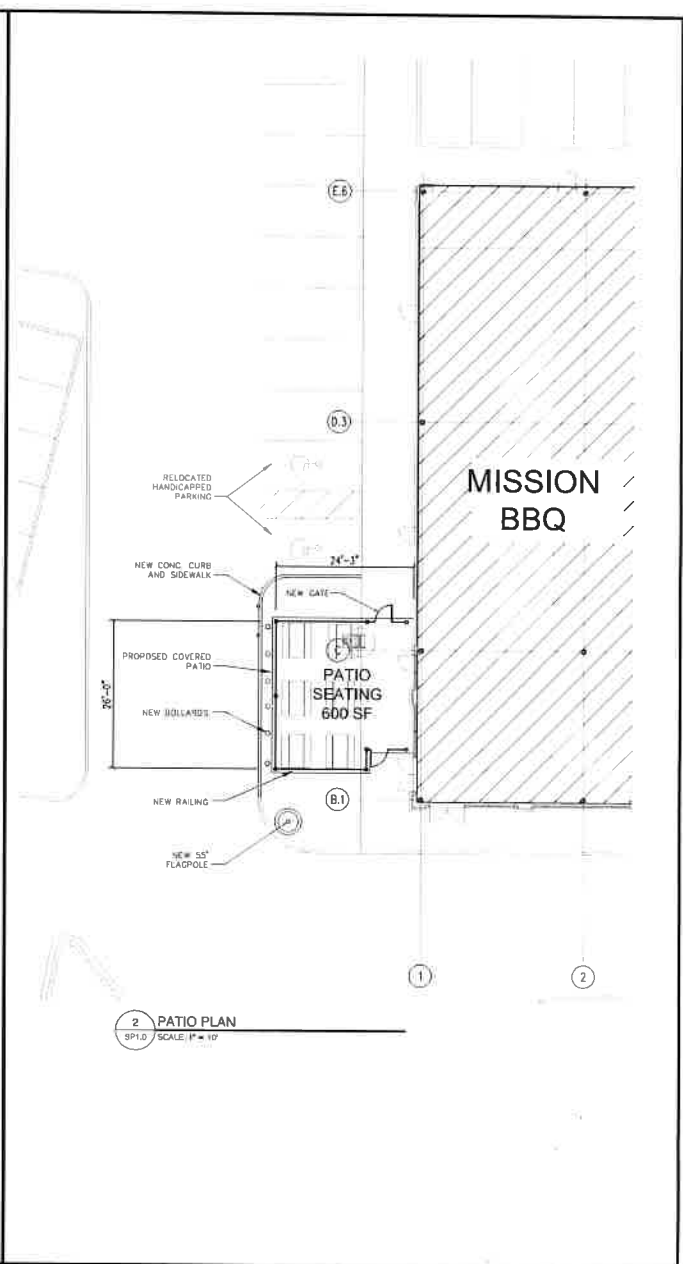 E.6
D.3
RELOCATED
HANDICAPPED
PARKING
MISSION
BBQ
24'-3"
NEW CONC. CURB
AND SIDEWALK
NEW GATE
PROPOSED COVERED
PATIO
C
PATIO
SEATING
600 SF
26'-0"
NEW BOLLARDS
NEW RAILING
B.1
NEW 55'
FLAGPOLE
1
2
2
PATIO PLAN
SP1.0
SCALE: 1" = 10'